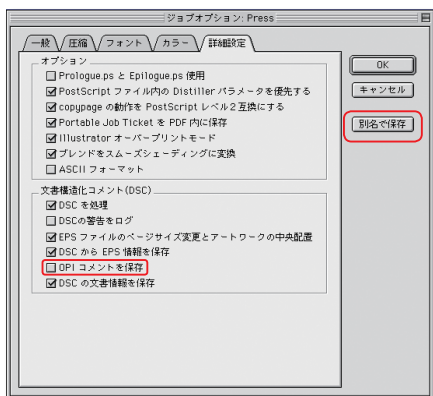 ジョブオプション: Press
一般 圧縮 フォント カラー 詳細設定
オプション
Prologue.ps と Epilogue.ps 使用
PostScript ファイル内の Distiller パラメータを優先する
copypage の動作を PostScript レベル2互換にする
Portable Job Ticket を PDF 内に保存
Illustrator オーバープリントモード
ブレンドをスムーズシェーディングに変換
ASCII フォーマット
文書構造化コメント(DSC)
DSC を処理
DSCの警告をログ
EPS ファイルのページサイズ変更とアートワークの中央配置
DSC から EPS 情報を保存
OPI コメントを保存
DSC の文書情報を保存
OK
キャンセル
別名で保存